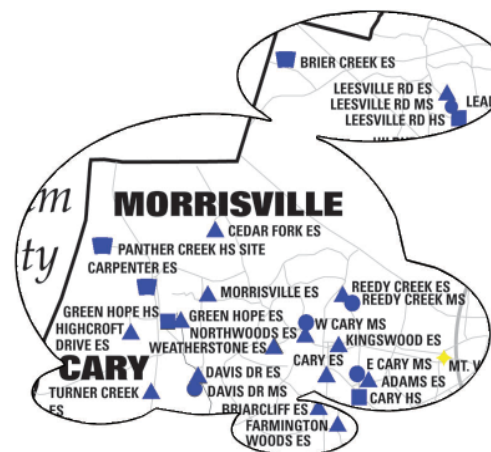 BRIER CREEK ES
LEESVILLE RD ES
LEESVILLE RD MS
LEESVILLE RD HS
MORRISVILLE
CEDAR FORK ES
PANTHER CREEK HS SITE
CARPENTER ES
MORRISVILLE ES
REEDY CREEK ES
REEDY CREEK MS
GREEN HOPE HS
GREEN HOPE ES
HIGHCROFT
DRIVE ES
NORTHWOODS ES
W CARY MS
WEATHERSTONE ES
KINGSWOOD ES
CARY
CARY ES
E CARY MS
MT.
DAVIS DR ES
ADAMS ES
TURNER CREEK
ES
DAVIS DR MS
CARY HS
BRIARCLIFF ES
FARMINGTON
WOODS ES